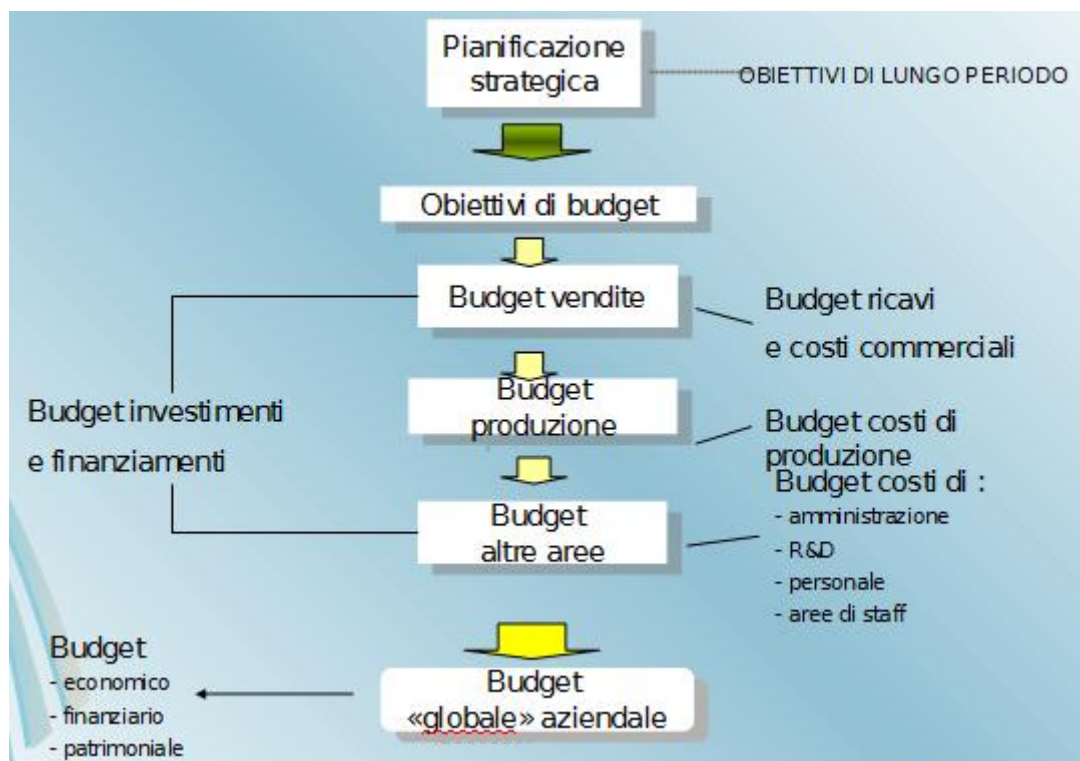 Pianificazione
strategica
OBIETTIVI DI LUNGO PERIODO
Obiettivi di budget
Budget vendite
Budget ricavi
e costi commerciali
Budget
produzione
Budget investimenti
e finanziamenti
Budget costi di
produzione
Budget costi di :
- amministrazione
- R&D
- personale
- aree di staff
Budget
altre aree
Budget
- economico
- finanziario
- patrimoniale
Budget
«globale» aziendale